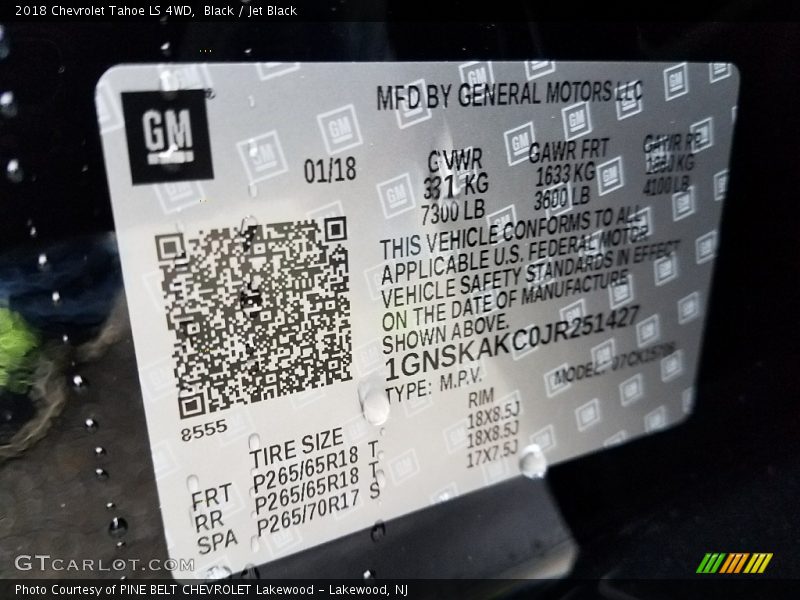 2018 Chevrolet Tahoe LS 4WD, Black / Jet Black
MFD BY GENERAL MOTORS LLC
GM
01/18
GVWR
KG
7300 LB
GAWR FRT
1633 KG
3600 LB
GAWR
KG
4100 LB
THIS VEHICLE CONFORMS TO ALL
APPLICABLE U.S. FEDERAL MOTOR
VEHICLE SAFETY STANDARDS IN EFFECT
ON THE DATE OF MANUFACTURE
SHOWN ABOVE.
1GNSKAKC0JR251427
TYPE: M.P.V.
MODEL:
8555
TIRE SIZE
RIM
FRT P265/65R18 T 18X8.5J
RR P265/65R18 T 18X8.5J
SPA P265/70R17 S 17X7.5J
GTCARLOT.COM
Photo Courtesy of PINE BELT CHEVROLET Lakewood - Lakewood, NJ